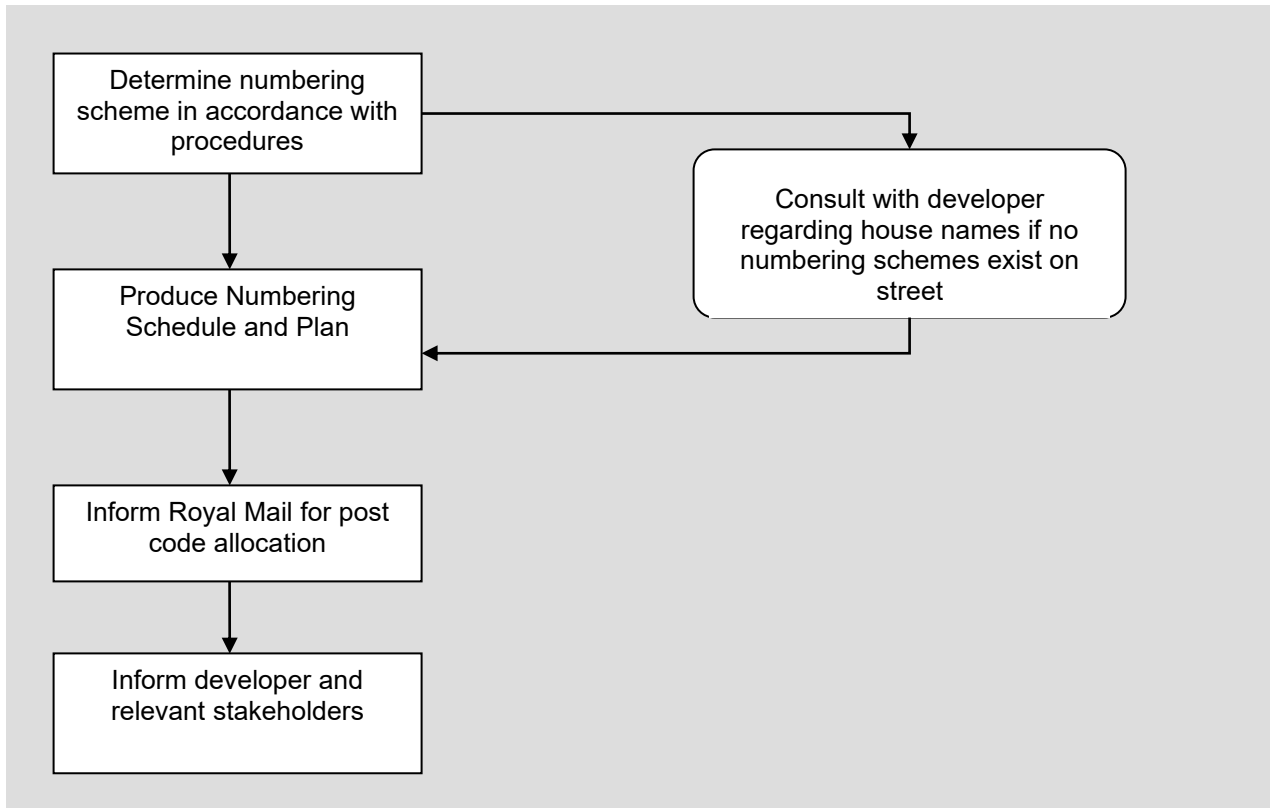 Determine numbering
scheme in accordance with
procedures
Consult with developer
regarding house names if no
numbering schemes exist on
street
Produce Numbering
Schedule and Plan
Inform Royal Mail for post
code allocation
Inform developer and
relevant stakeholders